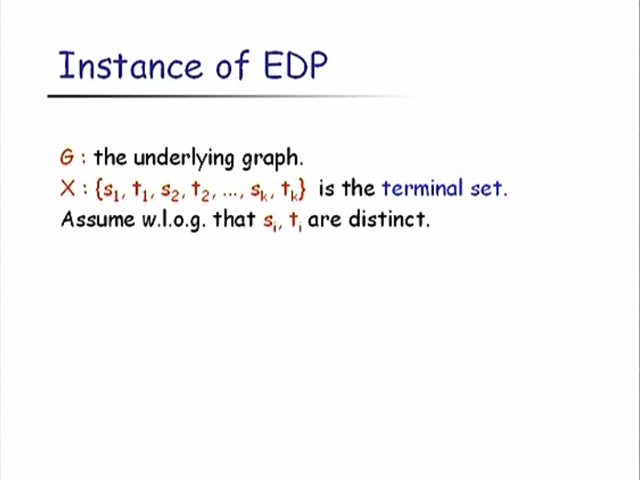 Instance of EDP
G : the underlying graph.
X : {s₁, t₁, s₂, t₂, ..., sₖ, tₖ} is the terminal set.
Assume w.l.o.g. that sᵢ, tᵢ are distinct.